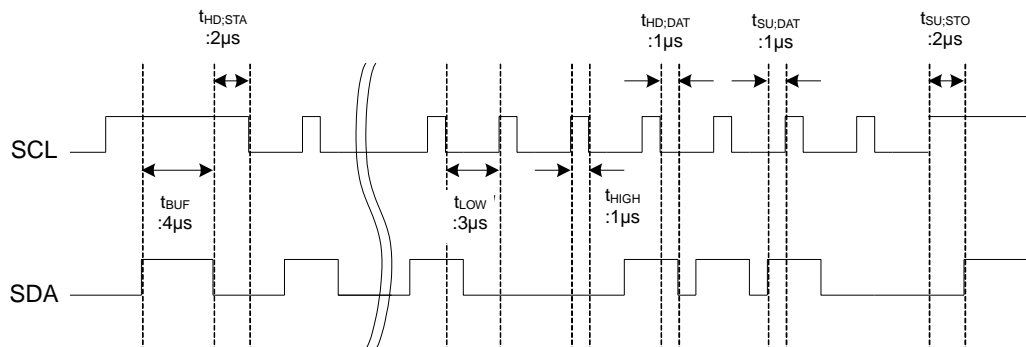 tHD;STA
:2µs
tHD;DAT
:1µs
tSU;DAT
:1µs
tSU;STO
:2µs
SCL
tBUF
:4µs
tLOW
:3µs
tHIGH
:1µs
SDA